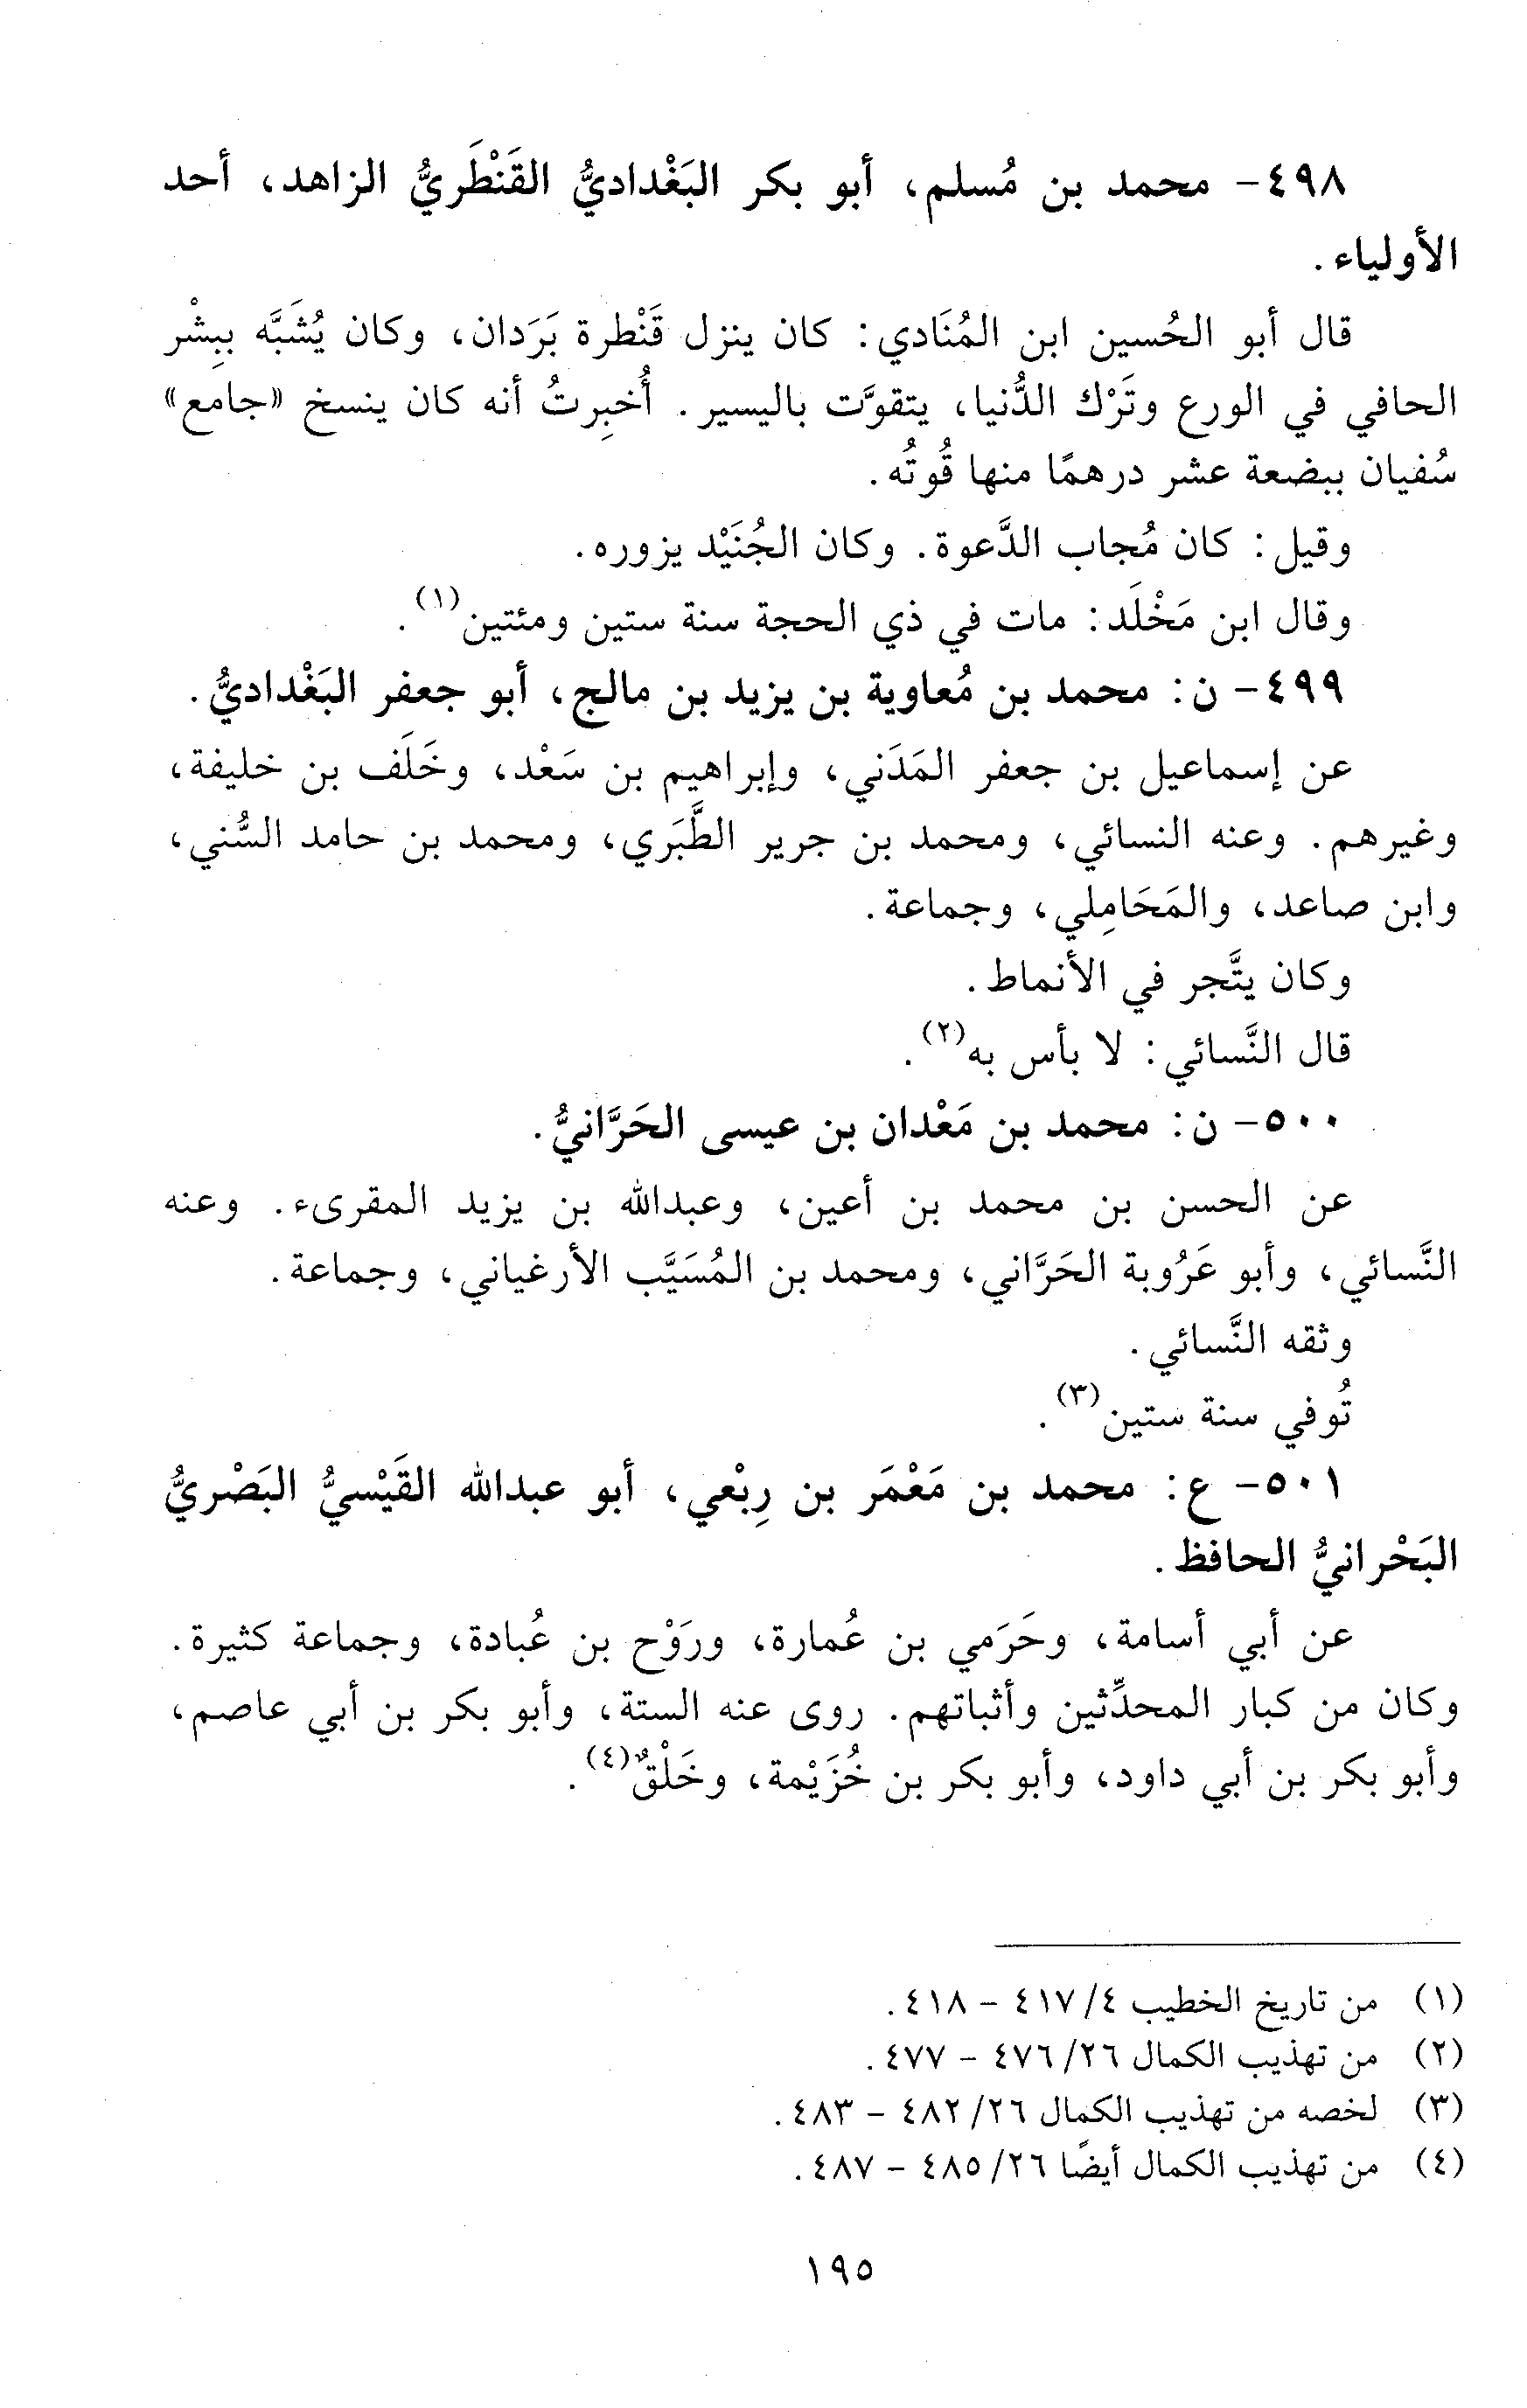 ٤٩٨- محمد بن مُسلم، أبو بكر البَغْداديُّ القَنْطَريُّ الزاهد، أحد
الأولياء.
قال أبو الحُسين ابن المُنَادي: كان ينزل قَنْطرة بَرَدان، وكان يُشَبَّه ببِشْر
الحافي في الورع وتَرْك الدُّنيا، يتقوَّت باليسير. أُخبِرتُ أنه كان ينسخ «جامع»
سُفيان ببضعة عشر درهمًا منها قُوتُه.
وقيل: كان مُجاب الدَّعوة. وكان الجُنَيْد يزوره.
وقال ابن مَخْلَد: مات في ذي الحجة سنة ستين ومئتين(١).
٤٩٩- ن: محمد بن مُعاوية بن يزيد بن مالج، أبو جعفر البَغْداديُّ.
عن إسماعيل بن جعفر المَدَني، وإبراهيم بن سَعْد، وخَلَف بن خليفة،
وغيرهم. وعنه النسائي، ومحمد بن جرير الطَّبَري، ومحمد بن حامد السُّني،
وابن صاعد، والمَحَامِلي، وجماعة.
وكان يتَّجر في الأنماط.
قال النَّسائي: لا بأس به(٢).
٥٠٠- ن: محمد بن مَعْدان بن عيسى الحَرَّانيُّ.
عن الحسن بن محمد بن أعين، وعبدالله بن يزيد المقرىء. وعنه
النَّسائي، وأبو عَرُوبة الحَرَّاني، ومحمد بن المُسَيَّب الأرغياني، وجماعة.
وثقه النَّسائي.
تُوفي سنة ستين(٣).
٥٠١- ع: محمد بن مَعْمَر بن رِبْعي، أبو عبدالله القَيْسيُّ البَصْريُّ
البَحْرانيُّ الحافظ.
عن أبي أسامة، وحَرَمي بن عُمارة، ورَوْح بن عُبادة، وجماعة كثيرة.
وكان من كبار المحدِّثين وأثباتهم. روى عنه الستة، وأبو بكر بن أبي عاصم،
وأبو بكر بن أبي داود، وأبو بكر بن خُزَيْمة، وخَلْقٌ(٤).
(١) من تاريخ الخطيب ٤/ ٤١٧ - ٤١٨.
(٢) من تهذيب الكمال ٢٦/ ٤٧٦ - ٤٧٧.
(٣) لخصه من تهذيب الكمال ٢٦/ ٤٨٢ - ٤٨٣.
(٤) من تهذيب الكمال أيضًا ٢٦/ ٤٨٥ - ٤٨٧.
١٩٥